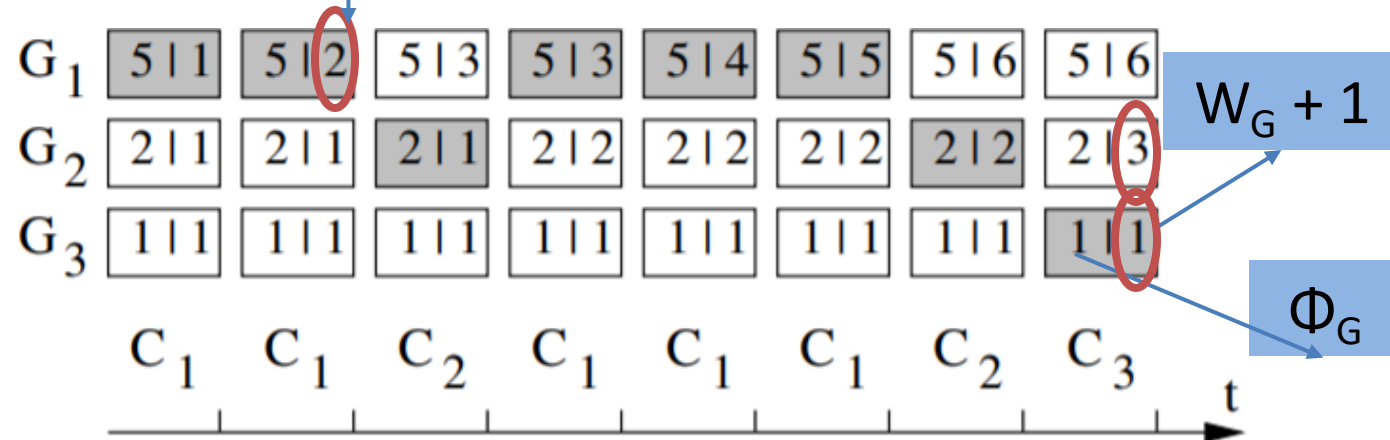 G1 5|1 5|2 5|3 5|3 5|4 5|5 5|6 5|6
WG + 1
G2 2|1 2|1 2|1 2|2 2|2 2|2 2|2 2|3
G3 1|1 1|1 1|1 1|1 1|1 1|1 1|1 1|1
ΦG
C1 C1 C2 C1 C1 C1 C2 C3
t